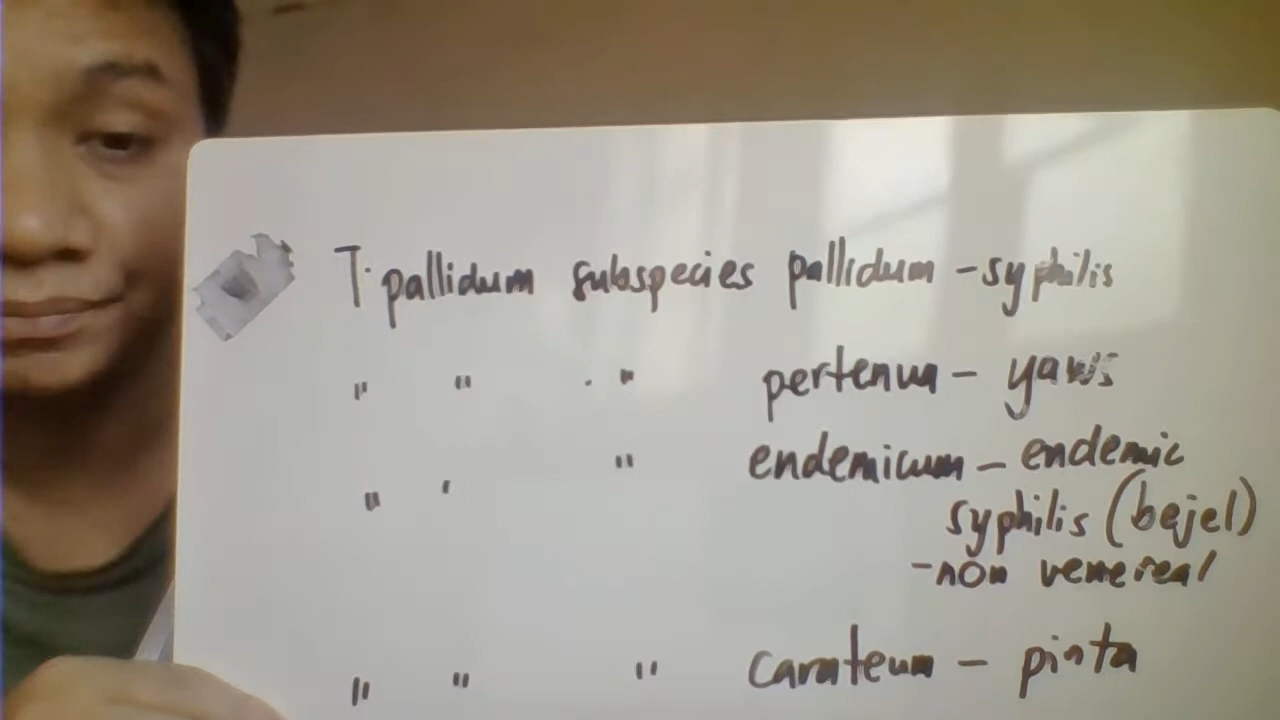 T. pallidum subspecies pallidum - syphilis
" " " pertenua - yaws
" " " endemicum - endemic
syphilis (bejel)
- non venereal
" " " carateum - pinta